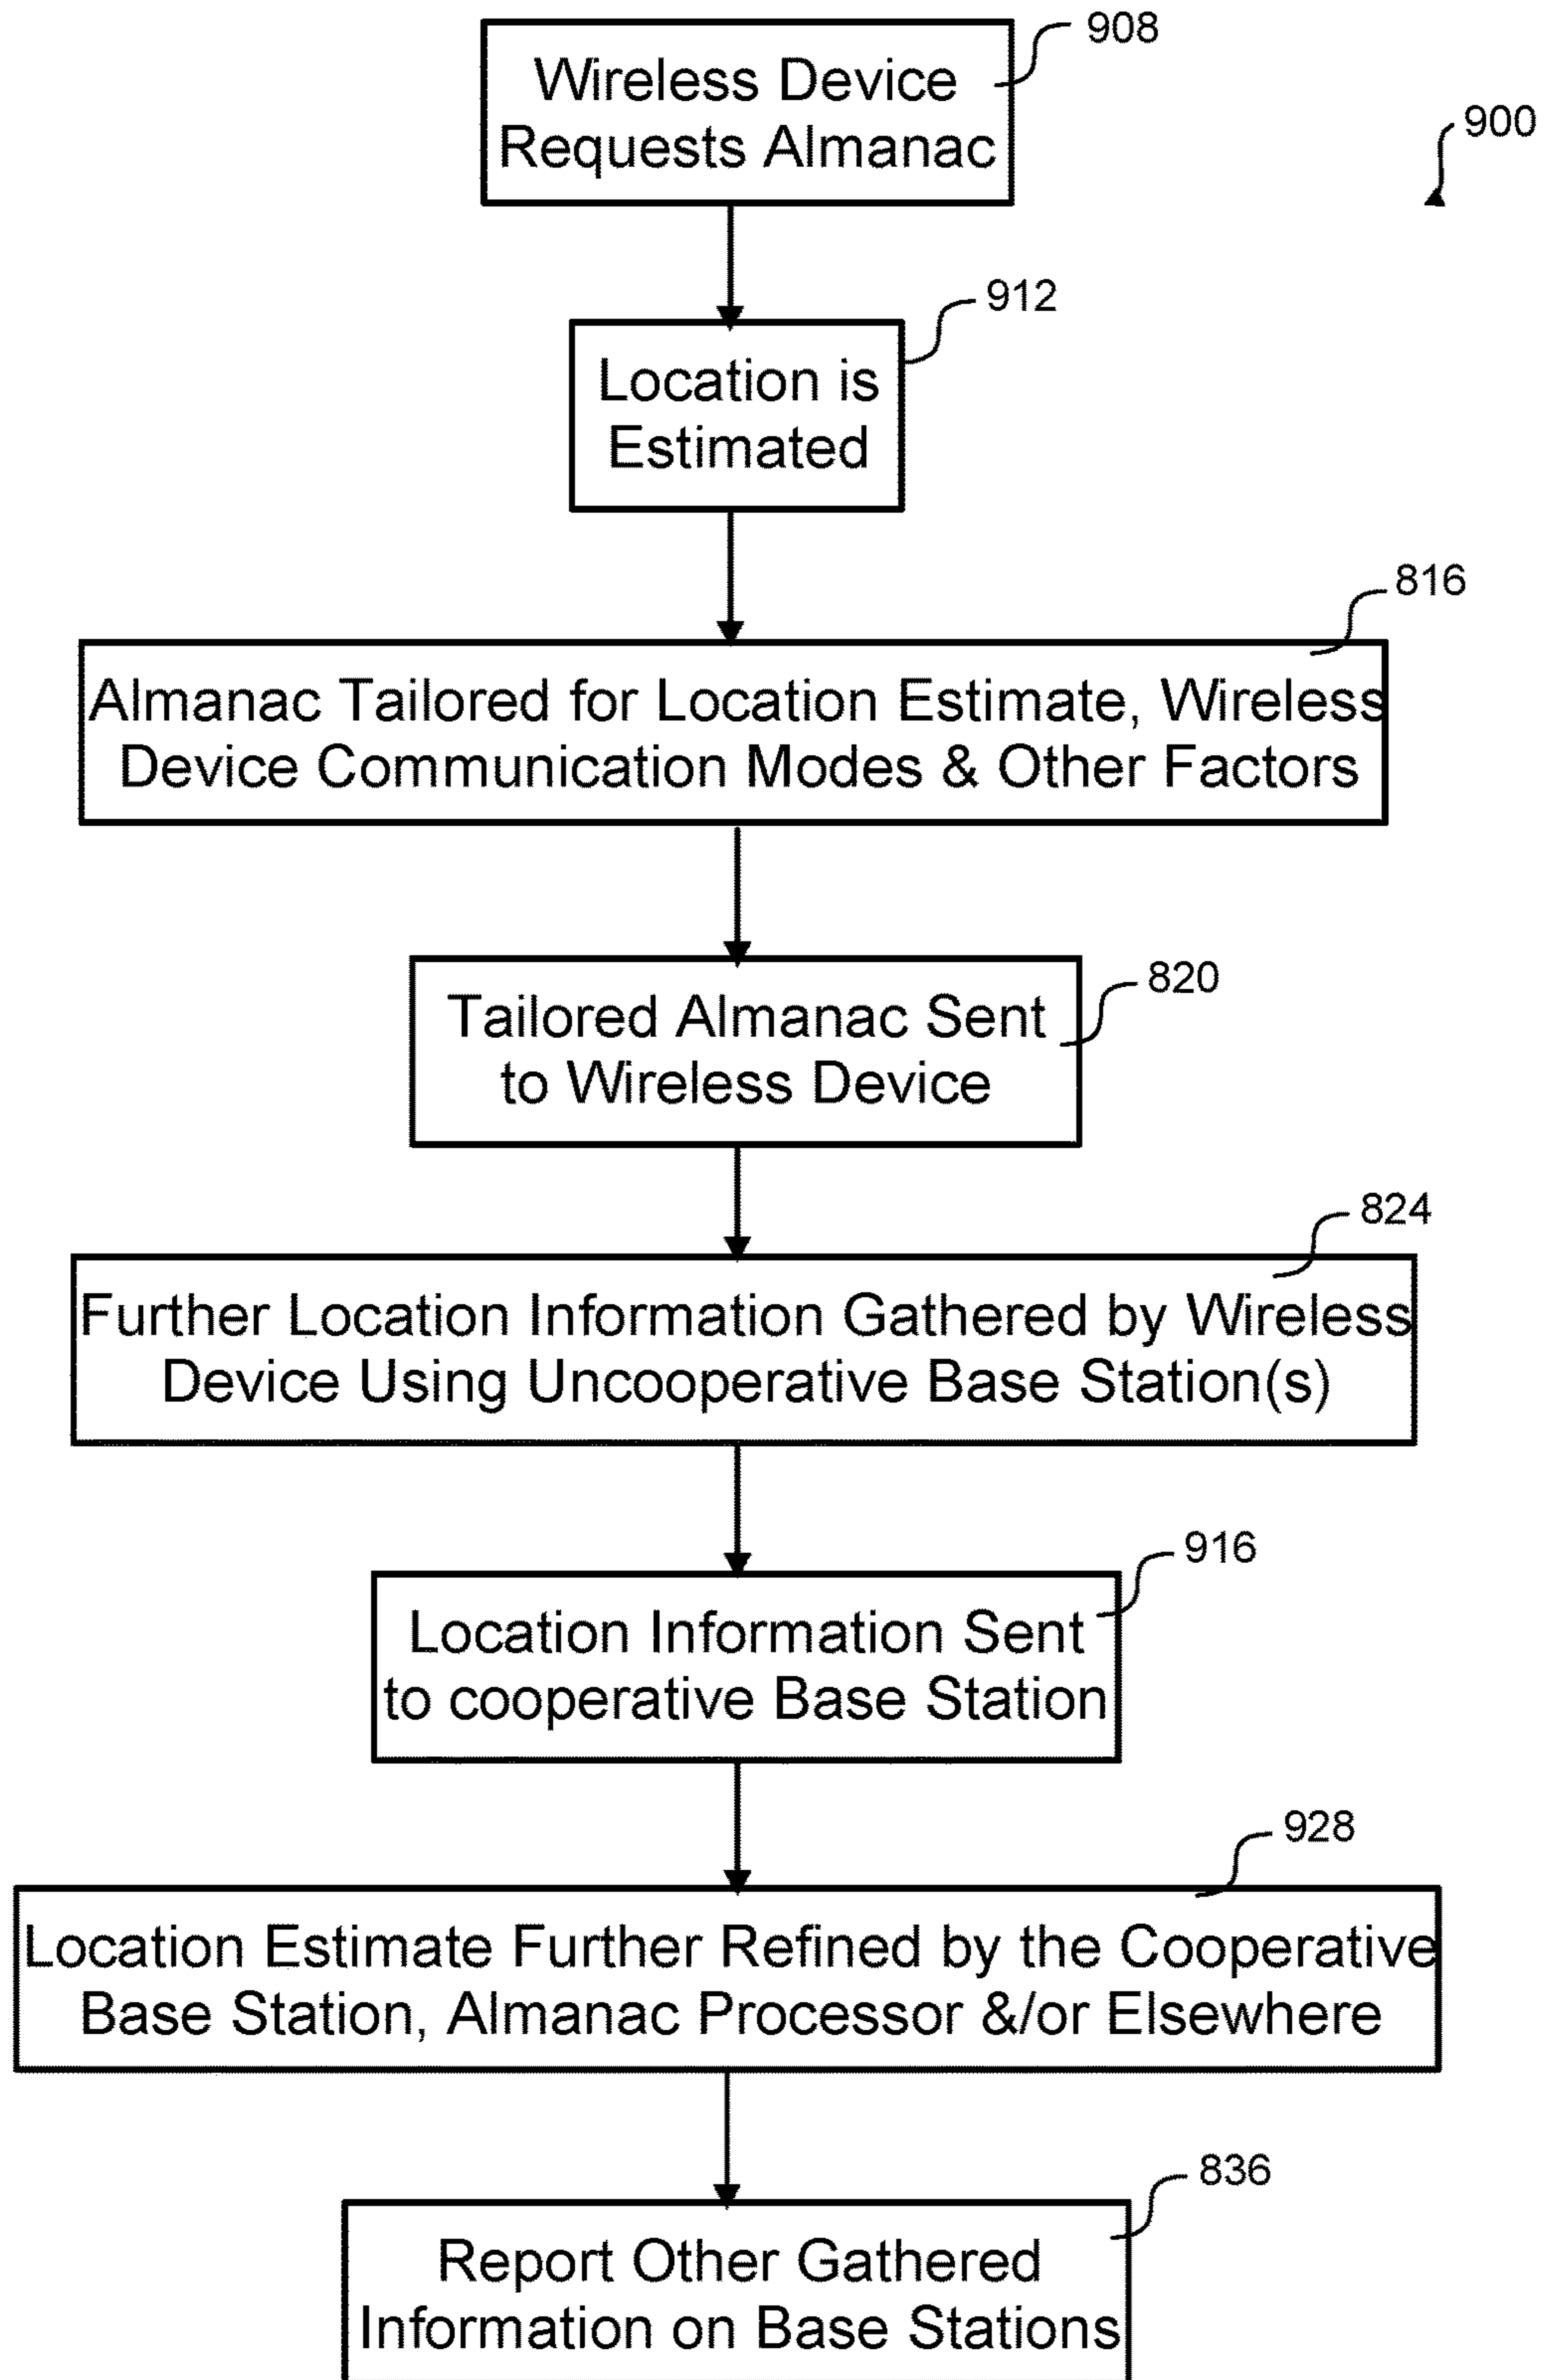 908
Wireless Device
Requests Almanac
900
912
Location is
Estimated
816
Almanac Tailored for Location Estimate, Wireless
Device Communication Modes & Other Factors
820
Tailored Almanac Sent
to Wireless Device
824
Further Location Information Gathered by Wireless
Device Using Uncooperative Base Station(s)
916
Location Information Sent
to cooperative Base Station
928
Location Estimate Further Refined by the Cooperative
Base Station, Almanac Processor &/or Elsewhere
836
Report Other Gathered
Information on Base Stations